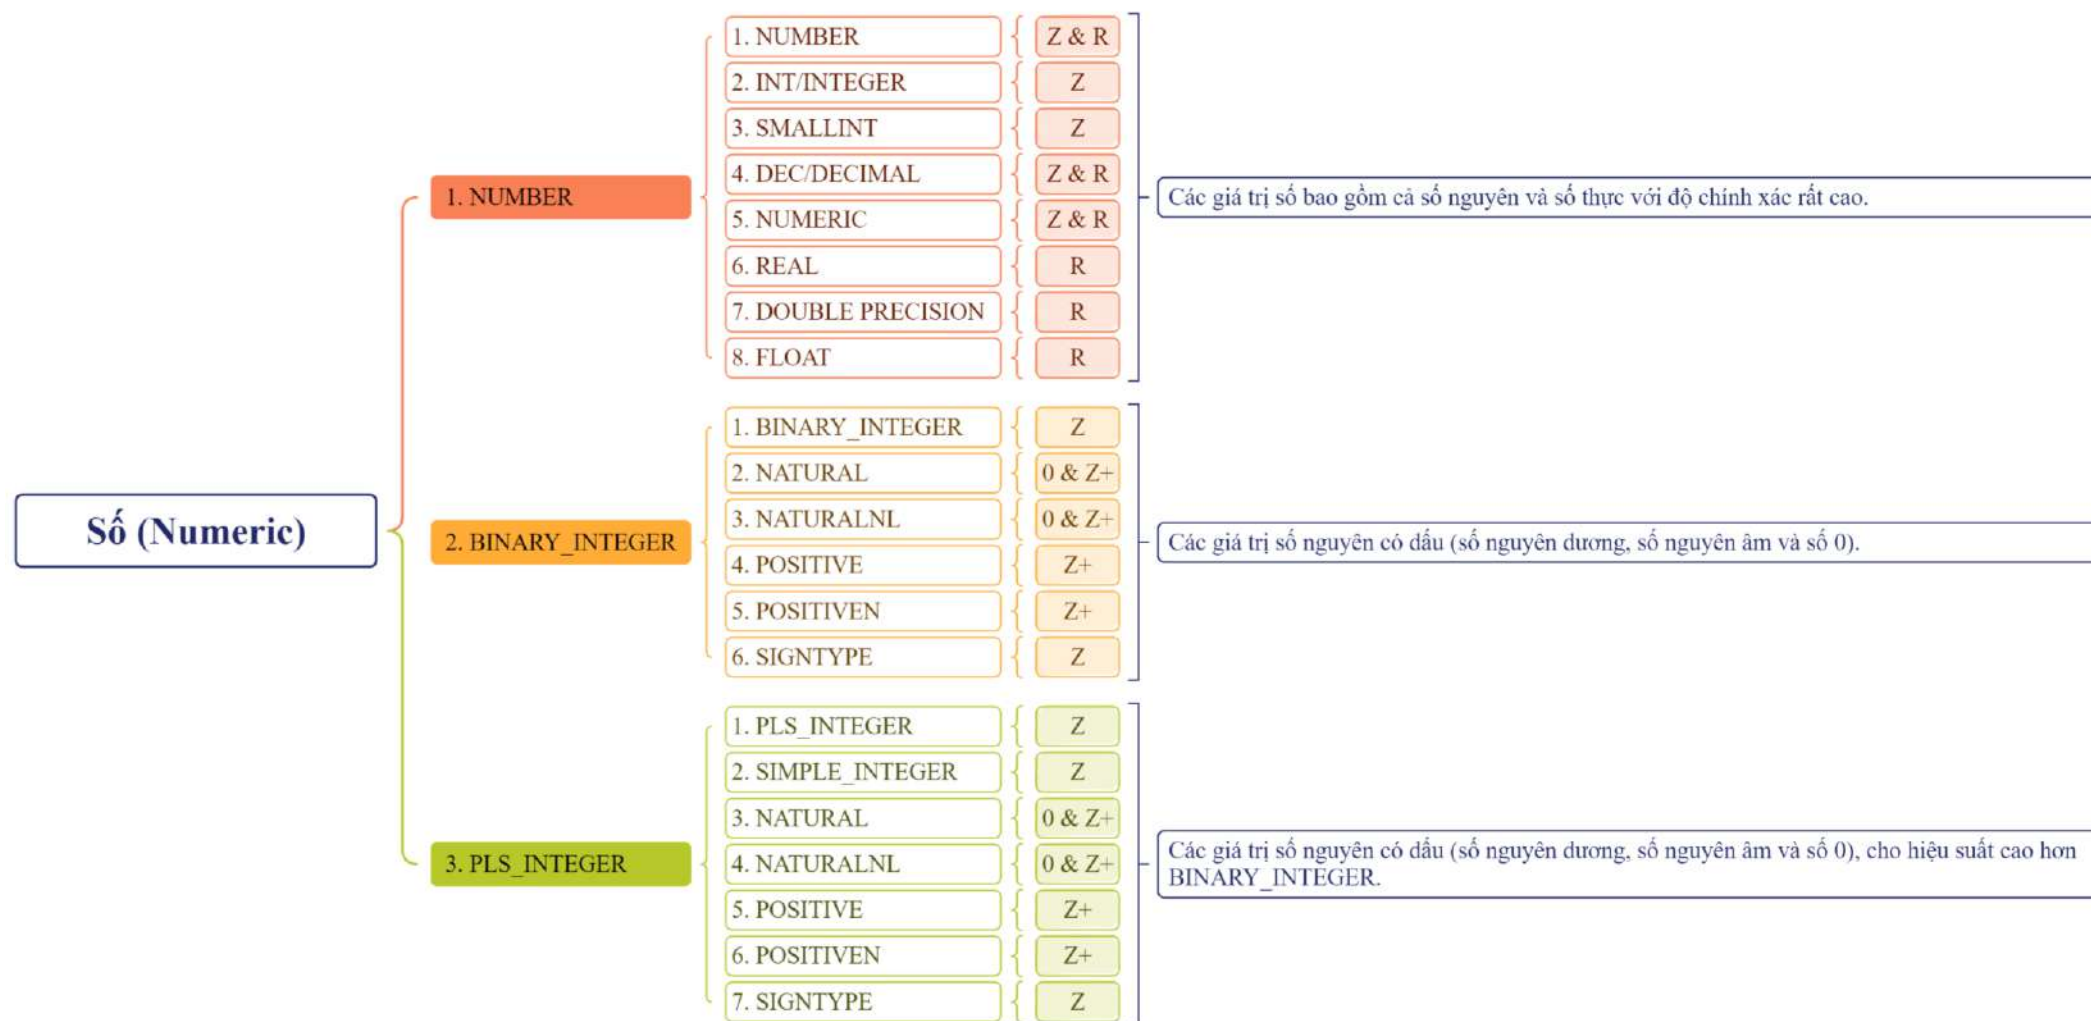 Số (Numeric)
1. NUMBER
1. NUMBER
Z & R
2. INT/INTEGER
Z
3. SMALLINT
Z
4. DEC/DECIMAL
Z & R
5. NUMERIC
Z & R
6. REAL
R
7. DOUBLE PRECISION
R
8. FLOAT
R
Các giá trị số bao gồm cả số nguyên và số thực với độ chính xác rất cao.
2. BINARY_INTEGER
1. BINARY_INTEGER
Z
2. NATURAL
0 & Z+
3. NATURALNL
0 & Z+
4. POSITIVE
Z+
5. POSITIVEN
Z+
6. SIGNTYPE
Z
Các giá trị số nguyên có dấu (số nguyên dương, số nguyên âm và số 0).
3. PLS_INTEGER
1. PLS_INTEGER
Z
2. SIMPLE_INTEGER
Z
3. NATURAL
0 & Z+
4. NATURALNL
0 & Z+
5. POSITIVE
Z+
6. POSITIVEN
Z+
7. SIGNTYPE
Z
Các giá trị số nguyên có dấu (số nguyên dương, số nguyên âm và số 0), cho hiệu suất cao hơn
BINARY_INTEGER.